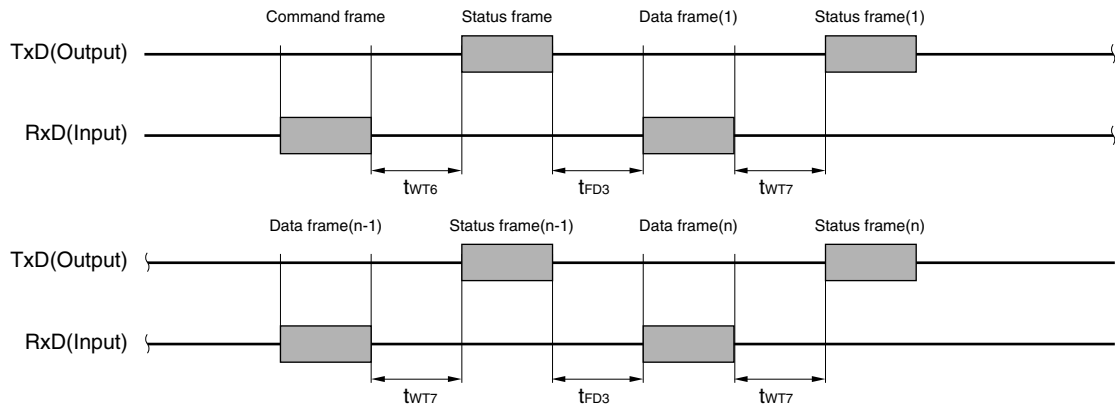 Command frame Status frame Data frame(1) Status frame(1)
TxD(Output)
RxD(Input)
tWT6 tFD3 tWT7
Data frame(n-1) Status frame(n-1) Data frame(n) Status frame(n)
TxD(Output)
RxD(Input)
tWT7 tFD3 tWT7